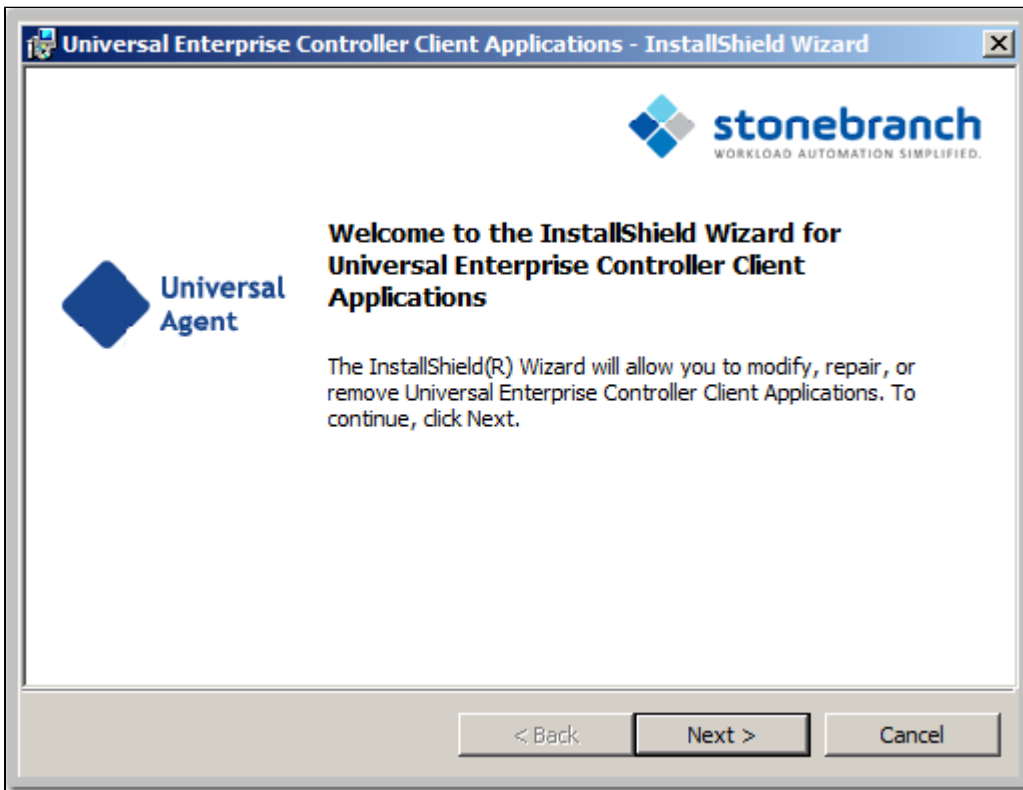 Universal Enterprise Controller Client Applications - InstallShield Wizard
stonebranch
WORKLOAD AUTOMATION SIMPLIFIED.
Universal
Agent
Welcome to the InstallShield Wizard for
Universal Enterprise Controller Client
Applications
The InstallShield(R) Wizard will allow you to modify, repair, or
remove Universal Enterprise Controller Client Applications. To
continue, click Next.
< Back
Next >
Cancel